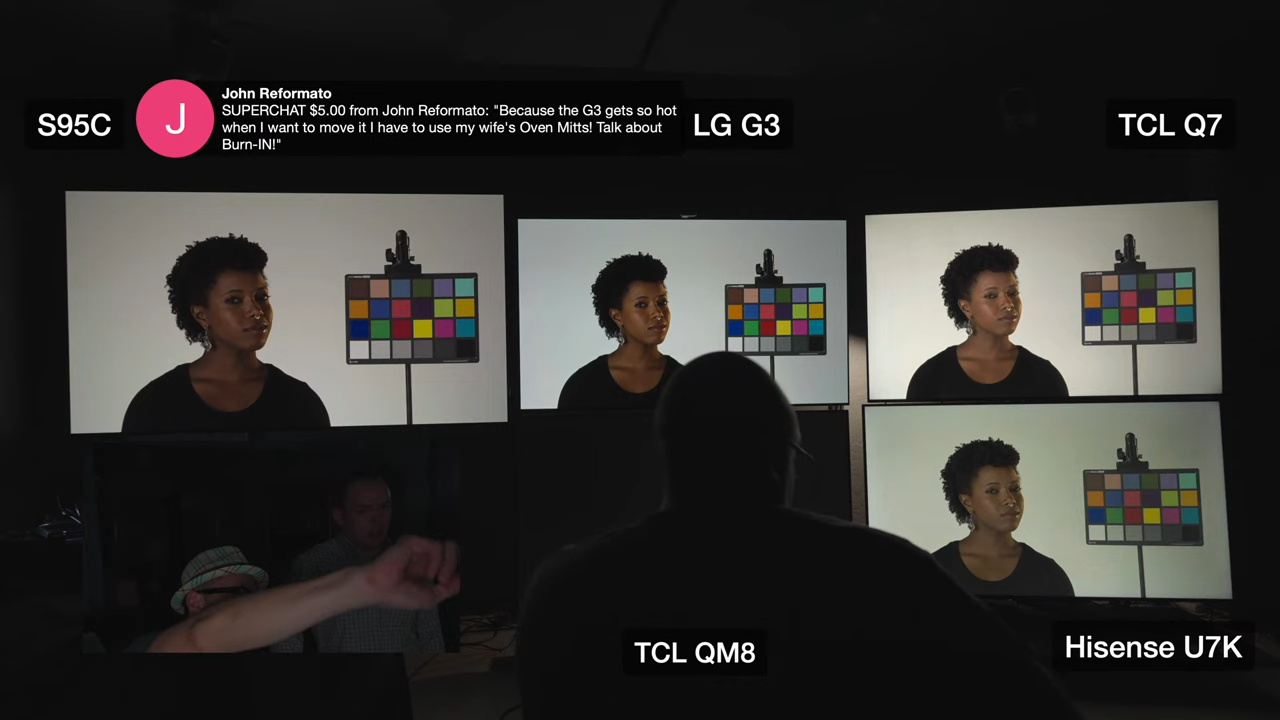 S95C
J
John Reformato
SUPERCHAT $5.00 from John Reformato: "Because the G3 gets so hot
when I want to move it I have to use my wife's Oven Mitts! Talk about
Burn-IN!"
LG G3
TCL Q7
TCL QM8
Hisense U7K